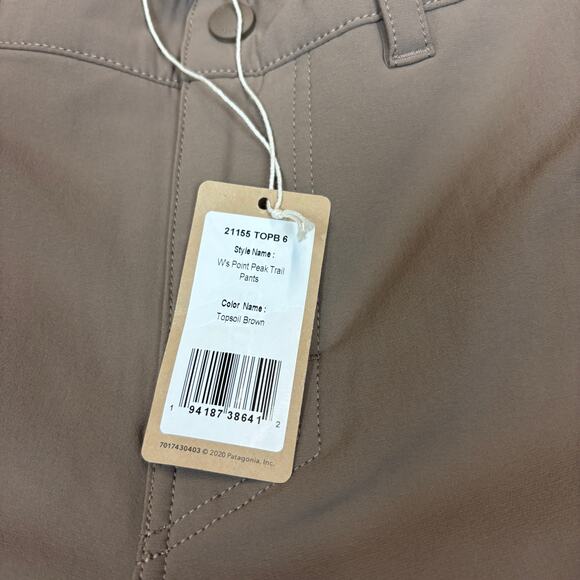 21155 TOPB 6
Style Name :
W's Point Peak Trail
Pants
Color Name :
Topsoil Brown
1 94187 38641 2
7017430403 © 2020 Patagonia, Inc.